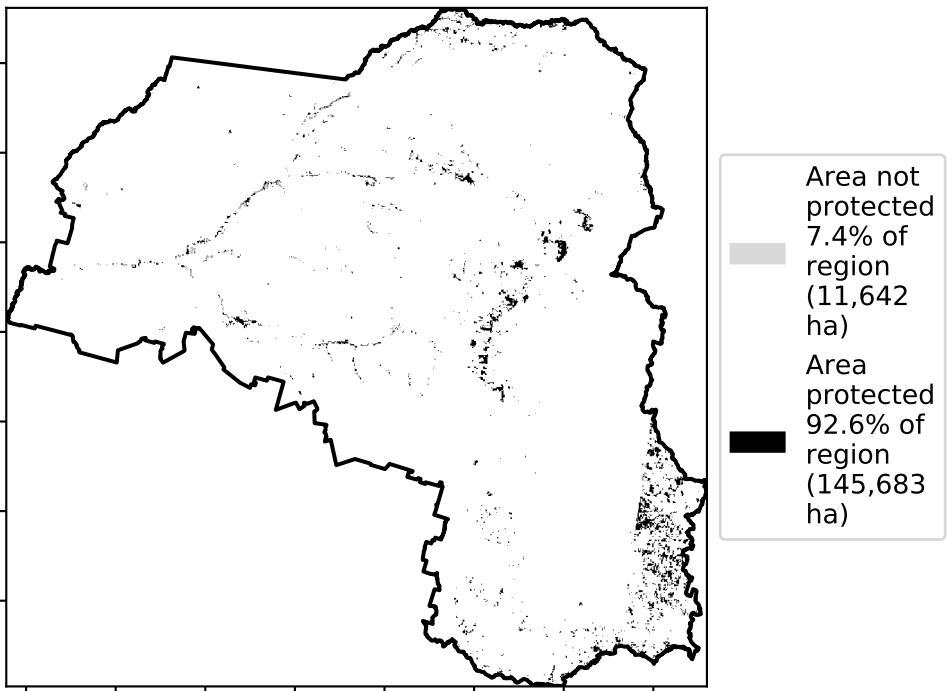 Area not
protected
7.4% of
region
(11,642
ha)
Area
protected
92.6% of
region
(145,683
ha)